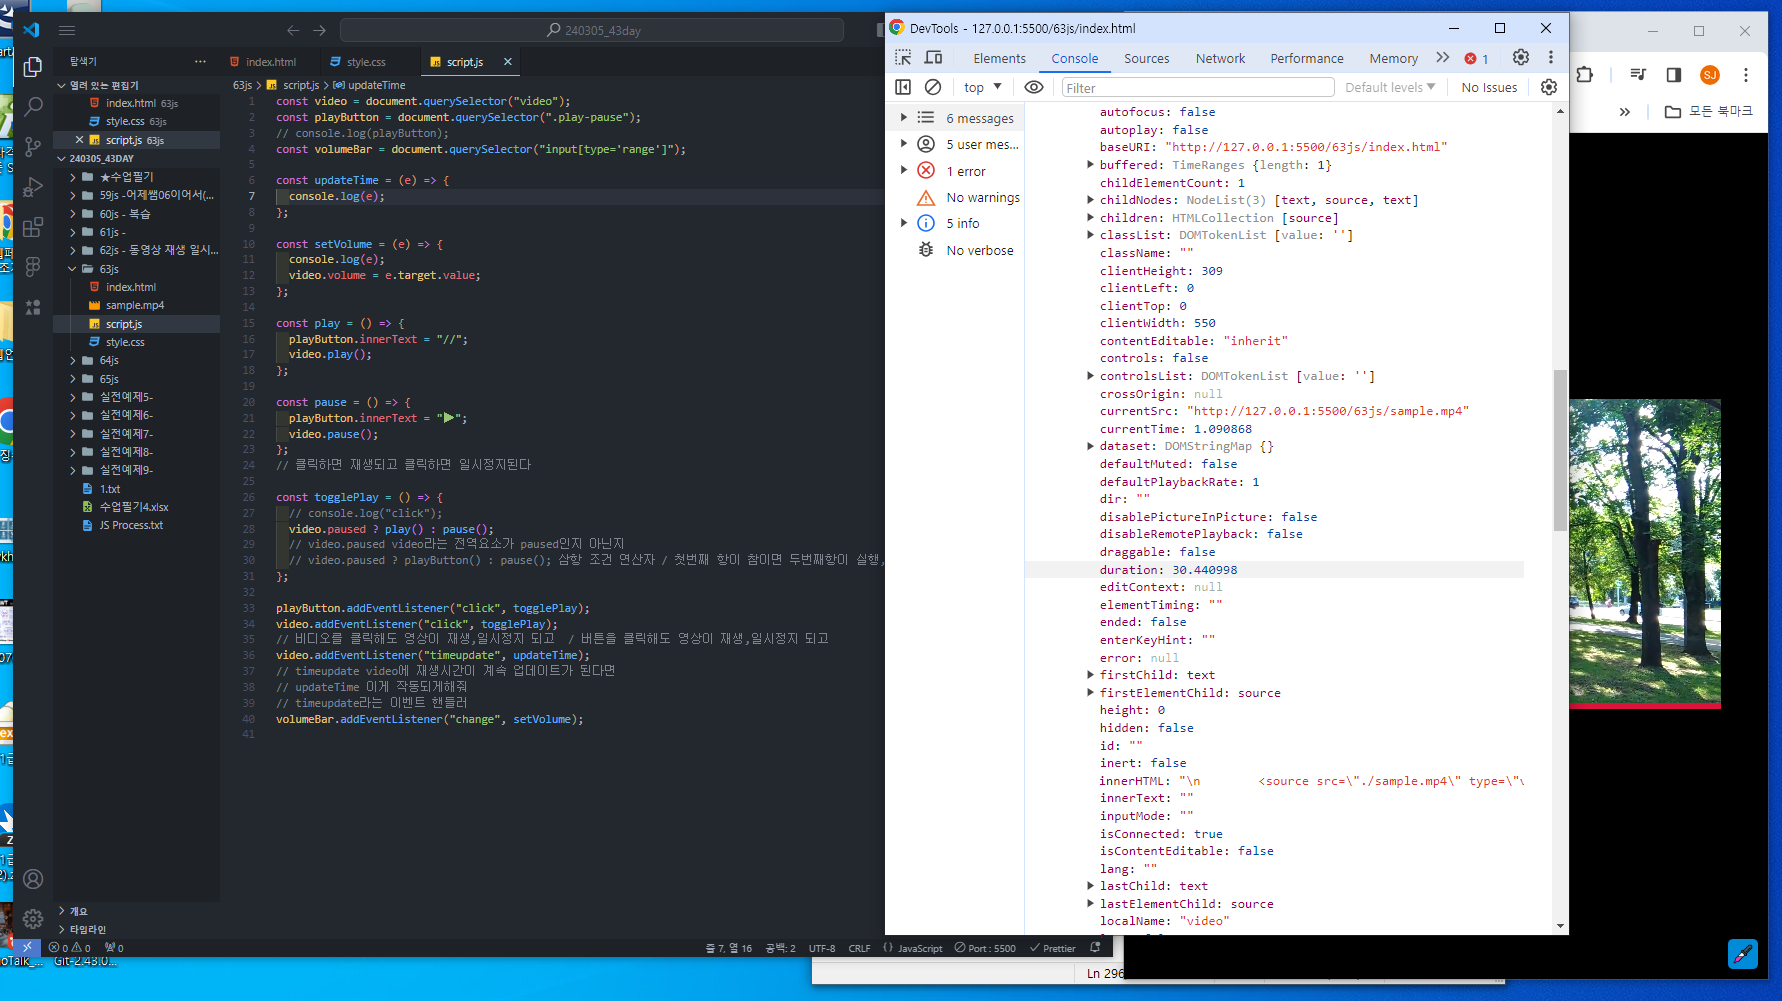 240305_43day
탐색기
index.html
style.css
script.js
열려 있는 편집기
index.html 63js
style.css 63js
script.js 63js
240305_43DAY
★수업필기
59js -어제쌤06이어서(...
60js - 복습
61js -
62js - 동영상 재생 일시...
63js
index.html
sample.mp4
script.js
style.css
64js
65js
실전예제5-
실전예제6-
실전예제7-
실전예제8-
실전예제9-
1.txt
수업필기4.xlsx
JS Process.txt
개요
타임라인
63js > script.js > updateTime
1 const video = document.querySelector("video");
2 const playButton = document.querySelector(".play-pause");
3 // console.log(playButton);
4 const volumeBar = document.querySelector("input[type='range']");
5
6 const updateTime = (e) => {
7 console.log(e);
8 };
9
10 const setVolume = (e) => {
11 console.log(e);
12 video.volume = e.target.value;
13 };
14
15 const play = () => {
16 playButton.innerText = "//";
17 video.play();
18 };
19
20 const pause = () => {
21 playButton.innerText = "▶";
22 video.pause();
23 };
24 // 클릭하면 재생되고 클릭하면 일시정지된다
25
26 const togglePlay = () => {
27 // console.log("click");
28 video.paused ? play() : pause();
29 // video.paused video라는 전역요소가 paused인지 아닌지
30 // video.paused ? playButton() : pause(); 삼항 조건 연산자 / 첫번째 항이 참이면 두번째항이 실행,
31 };
32
33 playButton.addEventListener("click", togglePlay);
34 video.addEventListener("click", togglePlay);
35 // 비디오를 클릭해도 영상이 재생,일시정지 되고 / 버튼을 클릭해도 영상이 재생,일시정지 되고
36 video.addEventListener("timeupdate", updateTime);
37 // timeupdate video에 재생시간이 계속 업데이트가 된다면
38 // updateTime 이게 작동되게해줘
39 // timeupdate라는 이벤트 핸들러
40 volumeBar.addEventListener("change", setVolume);
41
0 0 0
줄 7, 열 16 공백: 2 UTF-8 CRLF {} JavaScript Port : 5500 Prettier
Git-2.43.0...
Ln 296
DevTools - 127.0.0.1:5500/63js/index.html
Elements Console Sources Network Performance Memory 1
top Filter Default levels No Issues
6 messages
5 user mes...
1 error
No warnings
5 info
No verbose
autofocus: false
autoplay: false
baseURI: "http://127.0.0.1:5500/63js/index.html"
buffered: TimeRanges {length: 1}
childElementCount: 1
childNodes: NodeList(3) [text, source, text]
children: HTMLCollection [source]
classList: DOMTokenList [value: '']
className: ""
clientHeight: 309
clientLeft: 0
clientTop: 0
clientWidth: 550
contentEditable: "inherit"
controls: false
controlsList: DOMTokenList [value: '']
crossOrigin: null
currentSrc: "http://127.0.0.1:5500/63js/sample.mp4"
currentTime: 1.090868
dataset: DOMStringMap {}
defaultMuted: false
defaultPlaybackRate: 1
dir: ""
disablePictureInPicture: false
disableRemotePlayback: false
draggable: false
duration: 30.440998
editContext: null
elementTiming: ""
ended: false
enterKeyHint: ""
error: null
firstChild: text
firstElementChild: source
height: 0
hidden: false
id: ""
inert: false
innerHTML: "\n <source src=\"./sample.mp4\" type=\"v
innerText: ""
inputMode: ""
isConnected: true
isContentEditable: false
lang: ""
lastChild: text
lastElementChild: source
localName: "video"
SJ
모든 북마크